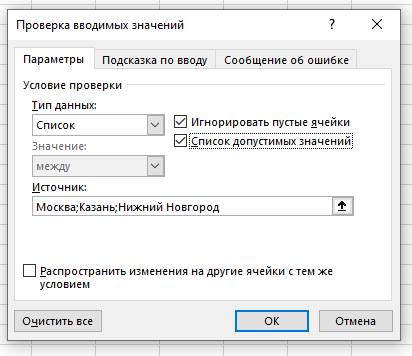 Проверка вводимых значений ? ×
Параметры Подсказка по вводу Сообщение об ошибке
Условие проверки
Тип данных:
Список Игнорировать пустые ячейки
Значение: Список допустимых значений
между
Источник:
Москва;Казань;Нижний Новгород
Распространить изменения на другие ячейки с тем же
условием
Очистить все ОК Отмена